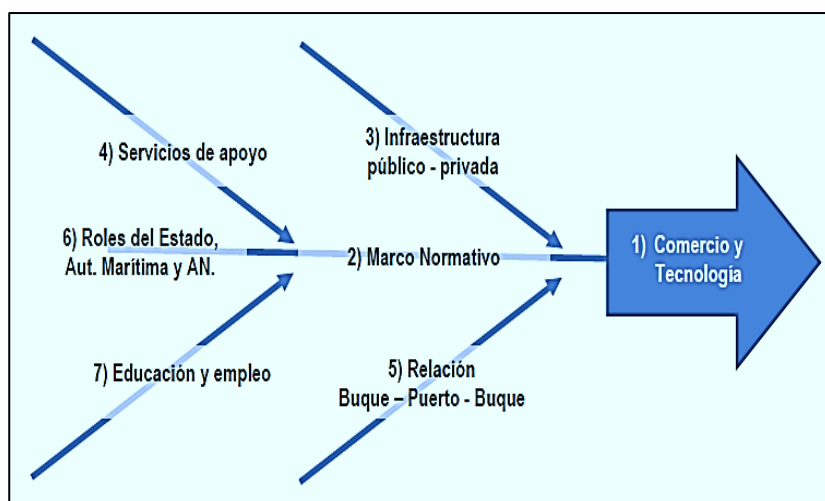 4) Servicios de apoyo
3) Infraestructura
público - privada
6) Roles del Estado,
Aut. Marítima y AN.
2) Marco Normativo
1) Comercio y
Tecnología
7) Educación y empleo
5) Relación
Buque – Puerto - Buque